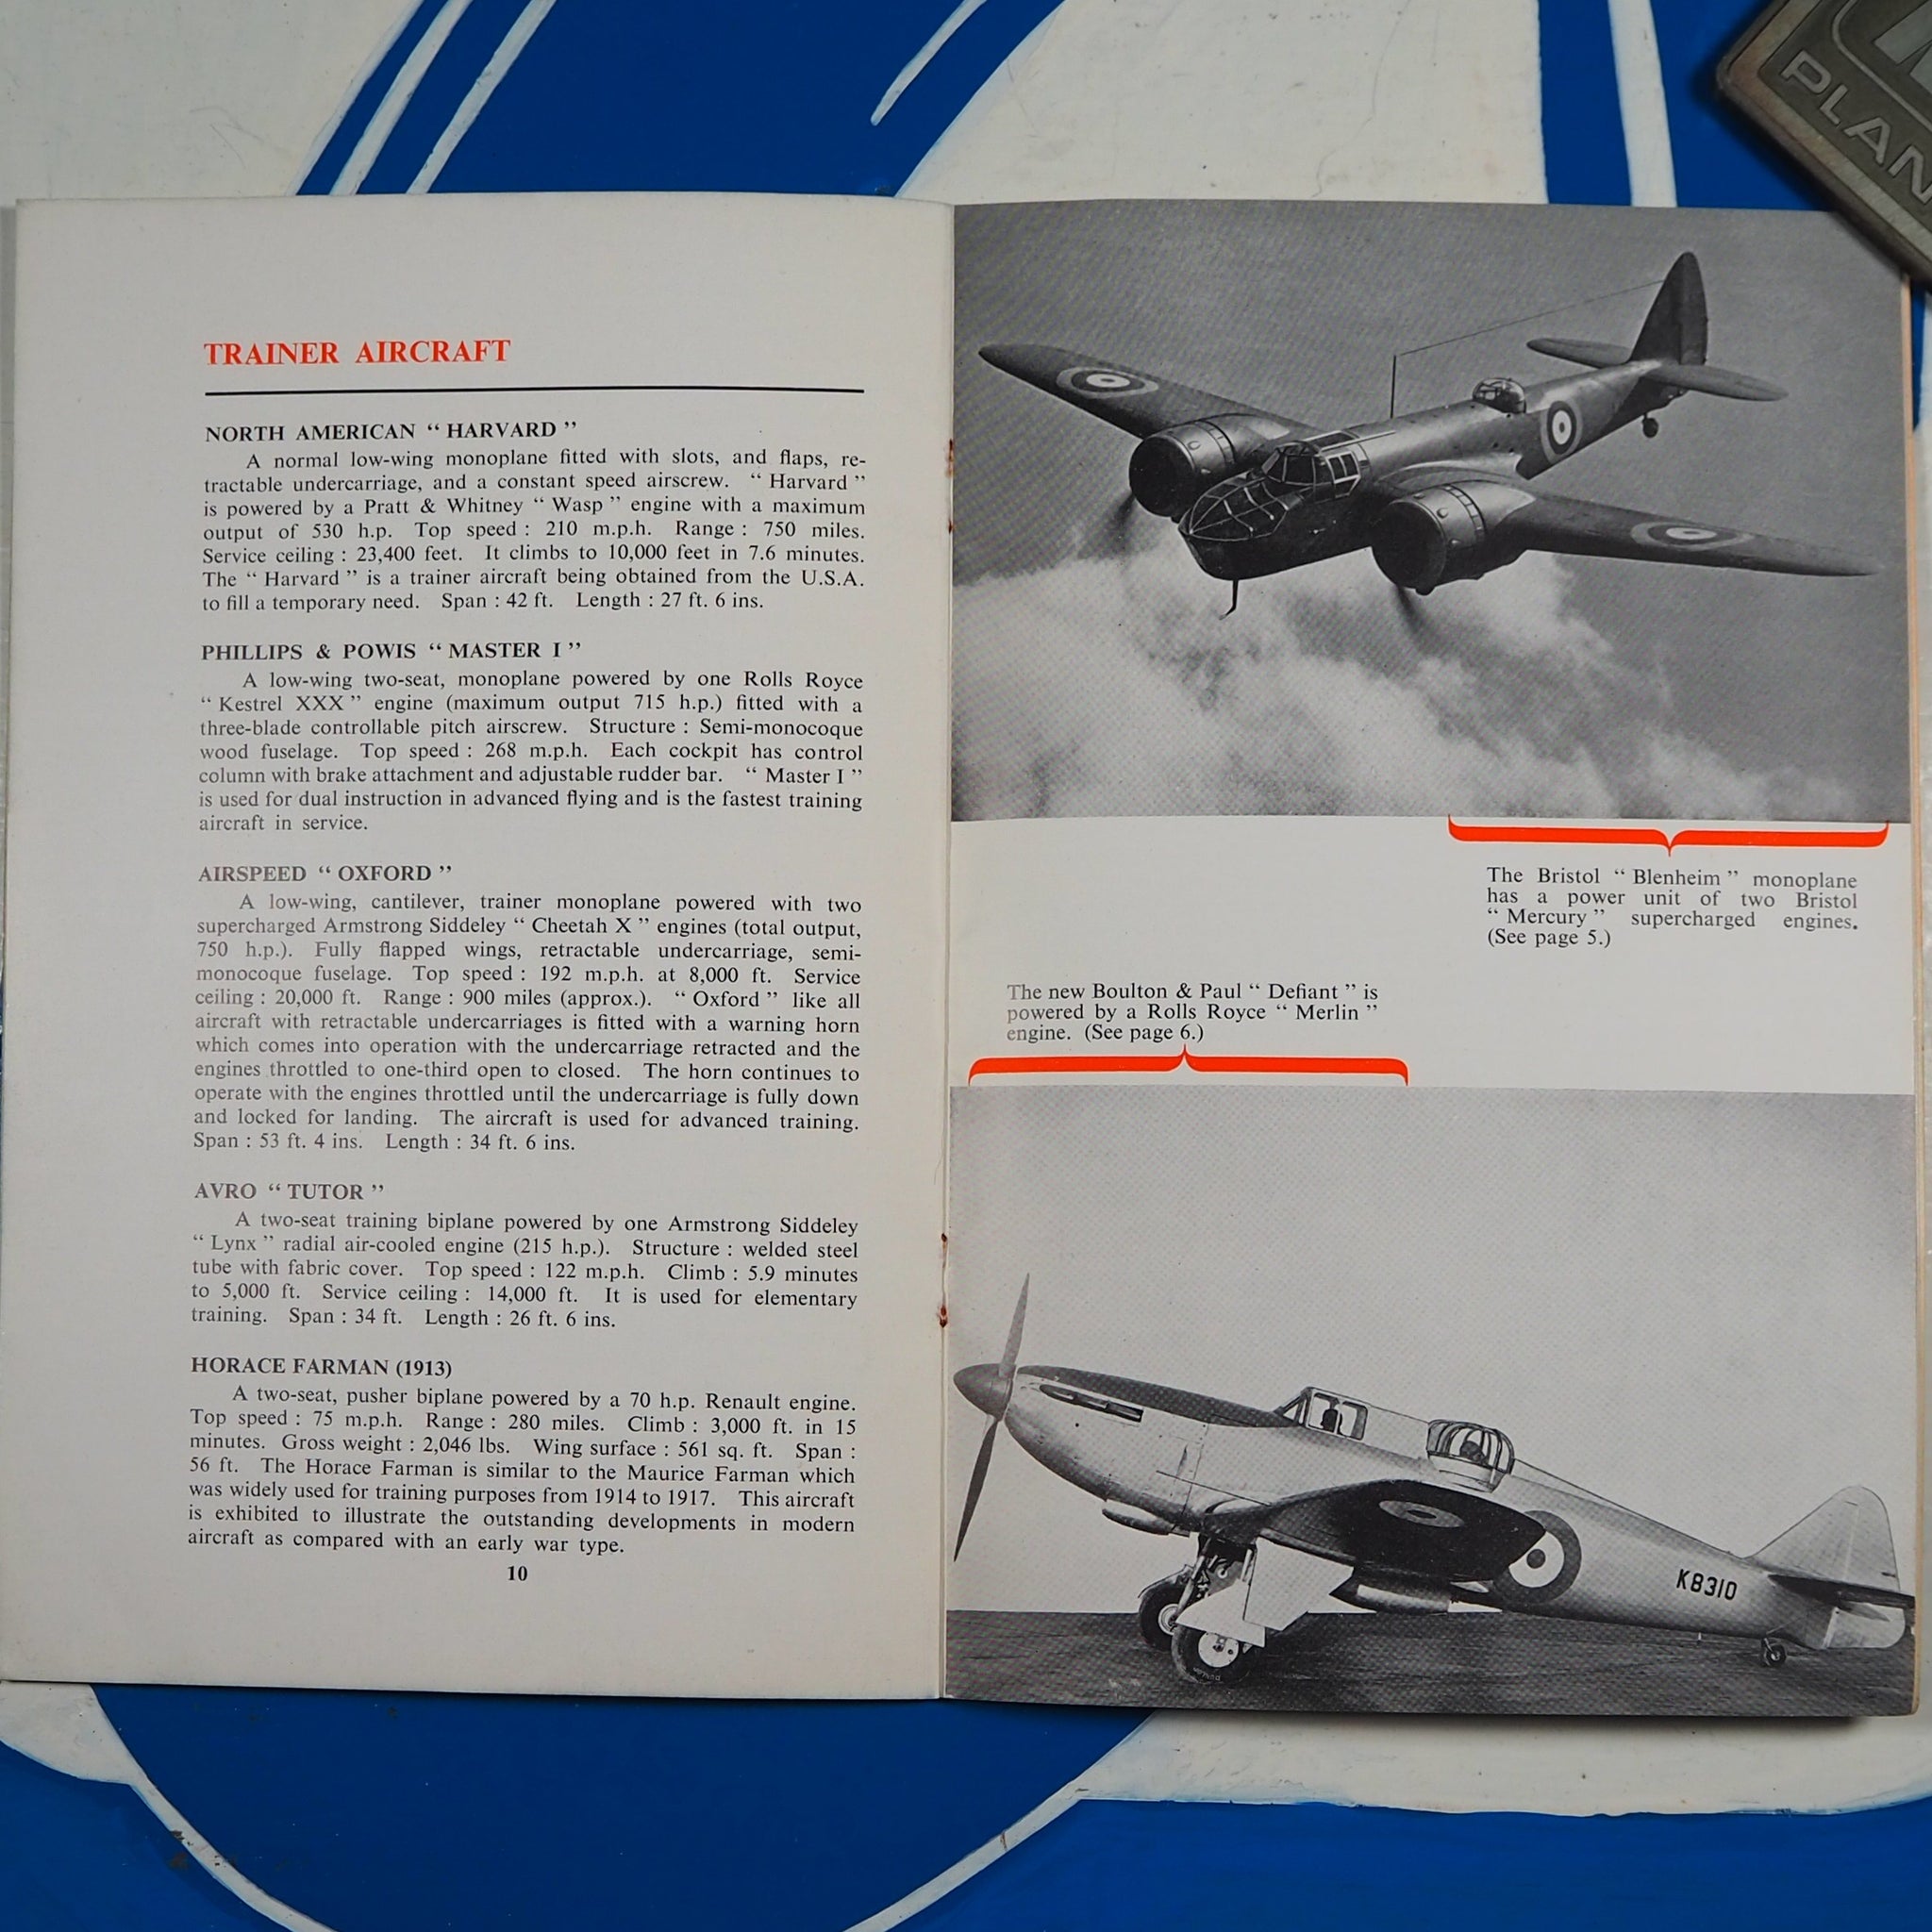 TRAINER AIRCRAFT
NORTH AMERICAN “ HARVARD ”
A normal low-wing monoplane fitted with slots, and flaps, re-
tractable undercarriage, and a constant speed airscrew. “ Harvard ”
is powered by a Pratt & Whitney “ Wasp ” engine with a maximum
output of 530 h.p. Top speed : 210 m.p.h. Range : 750 miles.
Service ceiling : 23,400 feet. It climbs to 10,000 feet in 7.6 minutes.
The “ Harvard ” is a trainer aircraft being obtained from the U.S.A.
to fill a temporary need. Span : 42 ft. Length : 27 ft. 6 ins.
PHILLIPS & POWIS “ MASTER I ”
A low-wing two-seat, monoplane powered by one Rolls Royce
“ Kestrel XXX ” engine (maximum output 715 h.p.) fitted with a
three-blade controllable pitch airscrew. Structure : Semi-monocoque
wood fuselage. Top speed : 268 m.p.h. Each cockpit has control
column with brake attachment and adjustable rudder bar. “ Master I ”
is used for dual instruction in advanced flying and is the fastest training
aircraft in service.
AIRSPEED “ OXFORD ”
A low-wing, cantilever, trainer monoplane powered with two
supercharged Armstrong Siddeley “ Cheetah X ” engines (total output,
750 h.p.). Fully flapped wings, retractable undercarriage, semi-
monocoque fuselage. Top speed : 192 m.p.h. at 8,000 ft. Service
ceiling : 20,000 ft. Range : 900 miles (approx.). “ Oxford ” like all
aircraft with retractable undercarriages is fitted with a warning horn
which comes into operation with the undercarriage retracted and the
engines throttled to one-third open to closed. The horn continues to
operate with the engines throttled until the undercarriage is fully down
and locked for landing. The aircraft is used for advanced training.
Span : 53 ft. 4 ins. Length : 34 ft. 6 ins.
AVRO “ TUTOR ”
A two-seat training biplane powered by one Armstrong Siddeley
“ Lynx ” radial air-cooled engine (215 h.p.). Structure : welded steel
tube with fabric cover. Top speed : 122 m.p.h. Climb : 5.9 minutes
to 5,000 ft. Service ceiling : 14,000 ft. It is used for elementary
training. Span : 34 ft. Length : 26 ft. 6 ins.
HORACE FARMAN (1913)
A two-seat, pusher biplane powered by a 70 h.p. Renault engine.
Top speed : 75 m.p.h. Range : 280 miles. Climb : 3,000 ft. in 15
minutes. Gross weight : 2,046 lbs. Wing surface : 561 sq. ft. Span :
56 ft. The Horace Farman is similar to the Maurice Farman which
was widely used for training purposes from 1914 to 1917. This aircraft
is exhibited to illustrate the outstanding developments in modern
aircraft as compared with an early war type.
10
The Bristol “ Blenheim ” monoplane
has a power unit of two Bristol
“ Mercury ” supercharged engines.
(See page 5.)
The new Boulton & Paul “ Defiant ” is
powered by a Rolls Royce “ Merlin ”
engine. (See page 6.)
K8310
PLAN